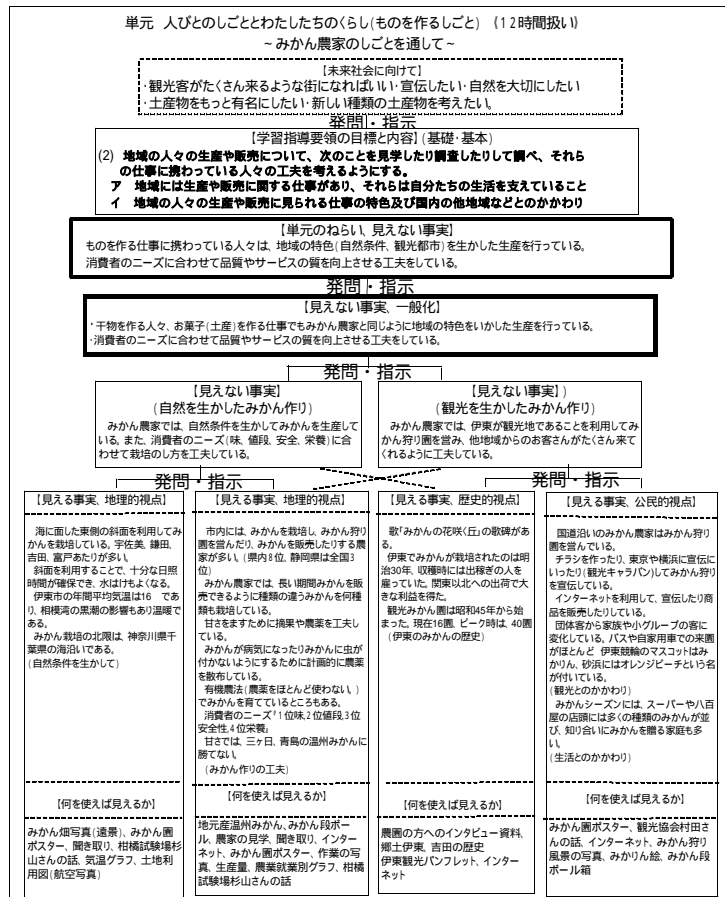 単元 人びとのしごととわたしたちのくらし(ものを作るしごと) (12時間扱い)
～みかん農家のしごとを通して～
【未来社会に向けて】
・観光客がたくさん来るような街になればいい・宣伝したい・自然を大切にしたい
・土産物をもっと有名にしたい・新しい種類の土産物を考えたい。
発問・指示
【学習指導要領の目標と内容】(基礎・基本)
(2) 地域の人々の生産や販売について、次のことを見学したり調査したりして調べ、それら
の仕事に携わっている人々の工夫を考えるようにする。
ア 地域には生産や販売に関する仕事があり、それらは自分たちの生活を支えていること
イ 地域の人々の生産や販売に見られる仕事の特色及び国内の他地域などとのかかわり
【単元のねらい、見えない事実】
ものを作る仕事に携わっている人々は、地域の特色(自然条件、観光都市)を生かした生産を行っている。
消費者のニーズに合わせて品質やサービスの質を向上させる工夫をしている。
発問・指示
【見えない事実、一般化】
・干物を作る人々、お菓子(土産)を作る仕事でもみかん農家と同じように地域の特色をいかした生産を行っている。
・消費者のニーズに合わせて品質やサービスの質を向上させる工夫をしている。
発問・指示
【見えない事実】
(自然を生かしたみかん作り)
みかん農家では、自然条件を生かしてみかんを生産して
いる。また、消費者のニーズ(味、値段、安全、栄養)に合
わせて栽培のし方を工夫している。
【見えない事実】)
(観光を生かしたみかん作り)
みかん農家では、伊東が観光地であることを利用してみ
かん狩り園を営み、他地域からのお客さんがたくさん来て
くれるように工夫している。
発問・指示
発問・指示
【見える事実、地理的視点】
海に面した東側の斜面を利用してみ
かんを栽培している。宇佐美、鎌田、
吉田、富戸あたりが多い。
斜面を利用することで、十分な日照
時間が確保でき、水はけもよくなる。
伊東市の年間平均気温は16 であ
り、相模湾の黒潮の影響もあり温暖であ
る。
みかん栽培の北限は、神奈川県千
葉県の海沿いである。
(自然条件を生かして)
【何を使えば見えるか】
みかん畑写真(遠景)、みかん園
ポスター、聞き取り、柑橘試験場杉
山さんの話、気温グラフ、土地利
用図(航空写真)
【見える事実、地理的視点】
市内には、みかんを栽培し、みかん狩り
園を営んだり、みかんを販売したりする農
家が多い。(県内8位、静岡県は全国3
位)
みかん農家では、長い期間みかんを販
売できるように種類の違うみかんを何種
類も栽培している。
甘さをますために摘果や農薬を工夫し
ている。
みかんが病気になったりみかんに虫が
付かないようにするために計画的に農薬
を散布している。
有機農法(農薬をほとんど使わない。)
でみかんを育てているところもある。
消費者のニーズ『1位味、2位値段、3位
安全性、4位栄養』
甘さでは、三ヶ日、青島の温州みかんに
勝てない。
(みかん作りの工夫)
【何を使えば見えるか】
地元産温州みかん、みかん段ボー
ル、農家の見学、聞き取り、インター
ネット、みかん園ポスター、作業の写
真、生産量、農業就業別グラフ、柑橘
試験場杉山さんの話
【見える事実、歴史的視点】
歌「みかんの花咲く丘」の歌碑があ
る。
伊東でみかんが栽培されたのは明
治30年、収穫時には出稼ぎの人を
雇っていた。関東以北への出荷で大
きな利益を得た。
観光みかん園は昭和45年から始
まった。現在16園、ピーク時は、40園
(伊東のみかんの歴史)
【何を使えば見えるか】
農園の方へのインタビュー資料、
郷土伊東、吉田の歴史
伊東観光パンフレット、インター
ネット
【見える事実、公民的視点】
国道沿いのみかん農家はみかん狩り
園を営んでいる。
チラシを作ったり、東京や横浜に宣伝に
いったり(観光キャラバン)してみかん狩り
を宣伝している。
インターネットを利用して、宣伝したり商
品を販売したりしている。
団体客から家族や小グループの客に
変化している。バスや自家用車での来園
がほとんど 伊東競輪のマスコットはみ
かりん、砂浜にはオレンジビーチという名
が付いている。
(観光とのかかわり)
みかんシーズンには、スーパーや八百
屋の店頭には多くの種類のみかんが並
び、知り合いにみかんを贈る家庭も多
い。
(生活とのかかわり)
【何を使えば見えるか】
みかん園ポスター、観光協会村田さ
んの話、インターネット、みかん狩り
風景の写真、みかりん絵、みかん段
ボール箱